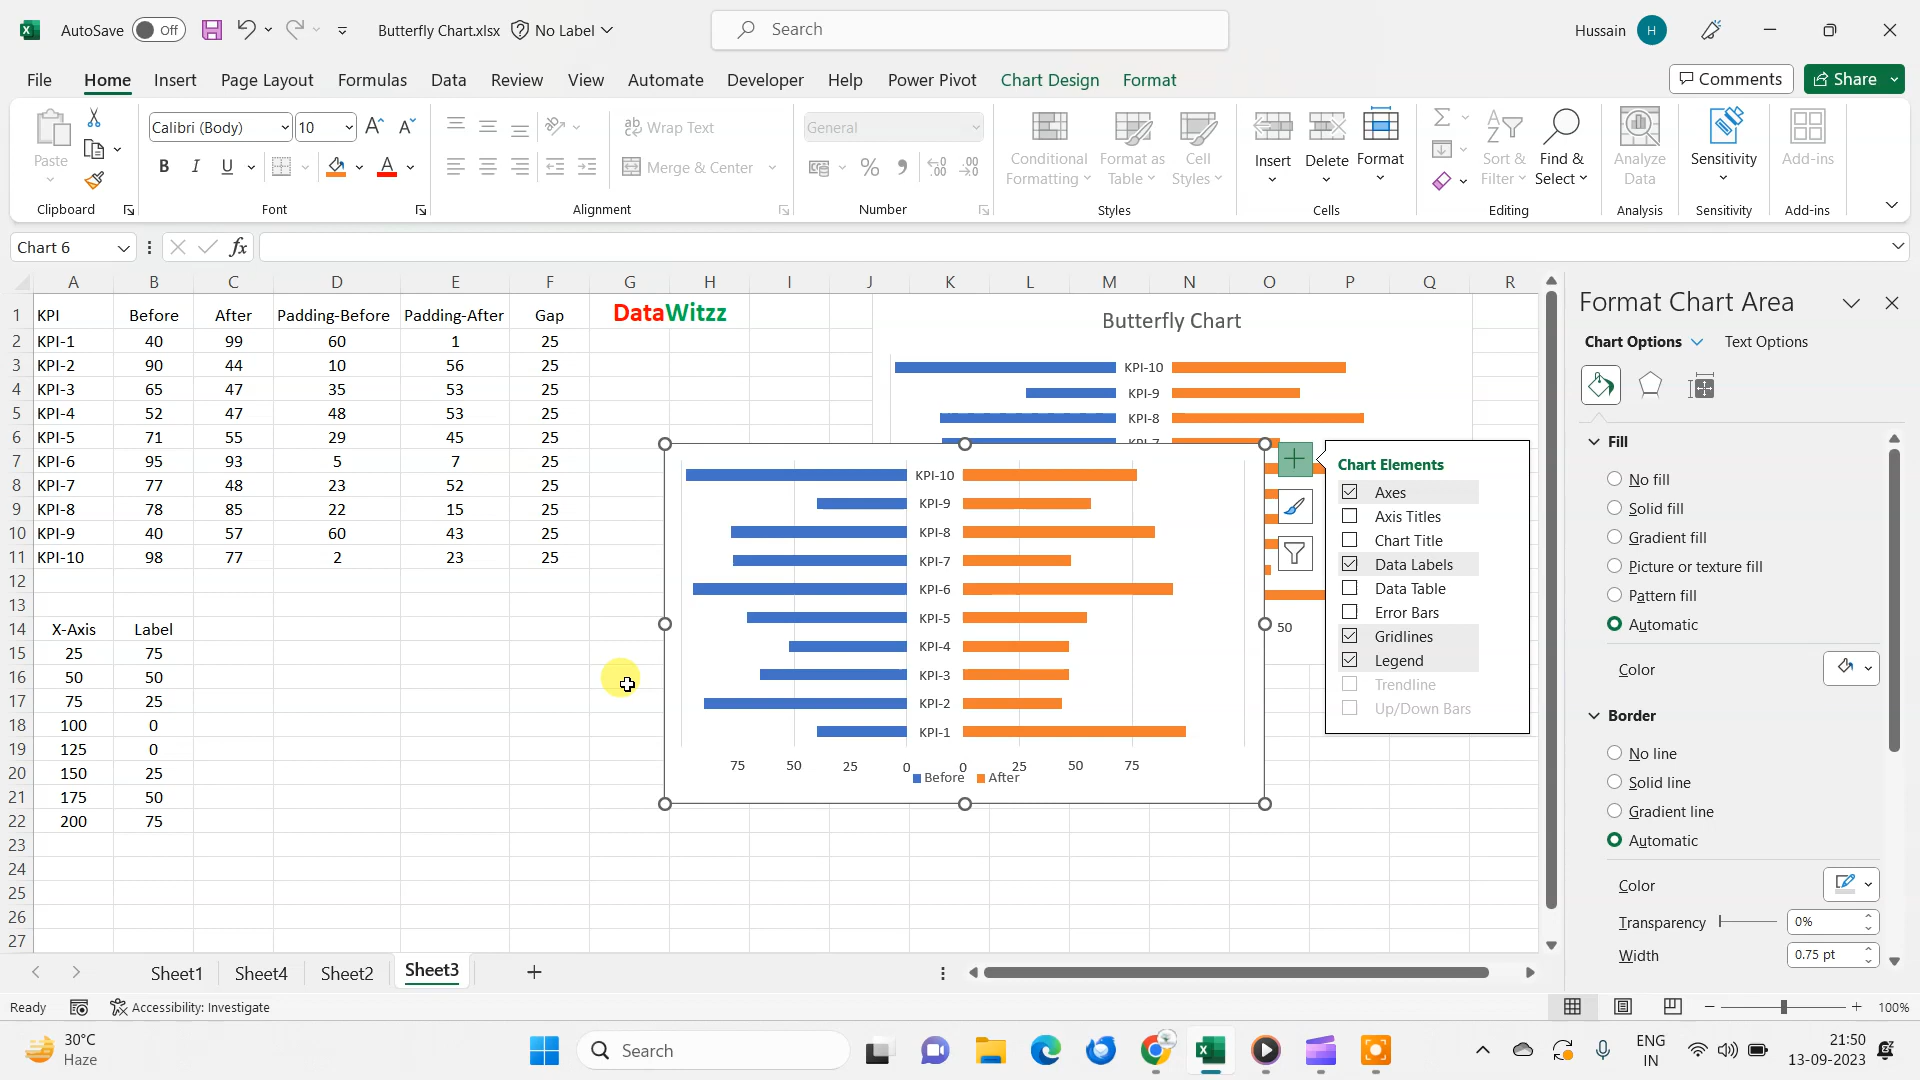 AutoSave Off Butterfly Chart.xlsx No Label Search Hussain H
File Home Insert Page Layout Formulas Data Review View Automate Developer Help Power Pivot Chart Design Format Comments Share
Paste
Clipboard
Calibri (Body) 10
B I U
Font
Wrap Text
Merge & Center
Alignment
General
Number
Conditional Formatting
Format as Table
Cell Styles
Styles
Insert Delete Format
Cells
Sort & Filter
Find & Select
Editing
Analyze Data
Analysis
Sensitivity
Sensitivity
Add-ins
Add-ins
Chart 6 fx
A B C D E F G H I J K L M N O P Q R
1 KPI Before After Padding-Before Padding-After Gap DataWitzz
2 KPI-1 40 99 60 1 25
3 KPI-2 90 44 10 56 25
4 KPI-3 65 47 35 53 25
5 KPI-4 52 47 48 53 25
6 KPI-5 71 55 29 45 25
7 KPI-6 95 93 5 7 25
8 KPI-7 77 48 23 52 25
9 KPI-8 78 85 22 15 25
10 KPI-9 40 57 60 43 25
11 KPI-10 98 77 2 23 25
12
13
14 X-Axis Label
15 25 75
16 50 50
17 75 25
18 100 0
19 125 0
20 150 25
21 175 50
22 200 75
23
24
25
26
27
Butterfly Chart
KPI-10
KPI-9
KPI-8
KPI-7
50
KPI-10
KPI-9
KPI-8
KPI-7
KPI-6
KPI-5
KPI-4
KPI-3
KPI-2
KPI-1
75 50 25 0 0 25 50 75
Before After
Chart Elements
Axes
Axis Titles
Chart Title
Data Labels
Data Table
Error Bars
Gridlines
Legend
Trendline
Up/Down Bars
Format Chart Area
Chart Options Text Options
Fill
No fill
Solid fill
Gradient fill
Picture or texture fill
Pattern fill
Automatic
Color
Border
No line
Solid line
Gradient line
Automatic
Color
Transparency 0%
Width 0.75 pt
Sheet1 Sheet4 Sheet2 Sheet3
Ready Accessibility: Investigate 100%
30°C
Haze
Search
ENG
IN
21:50
13-09-2023